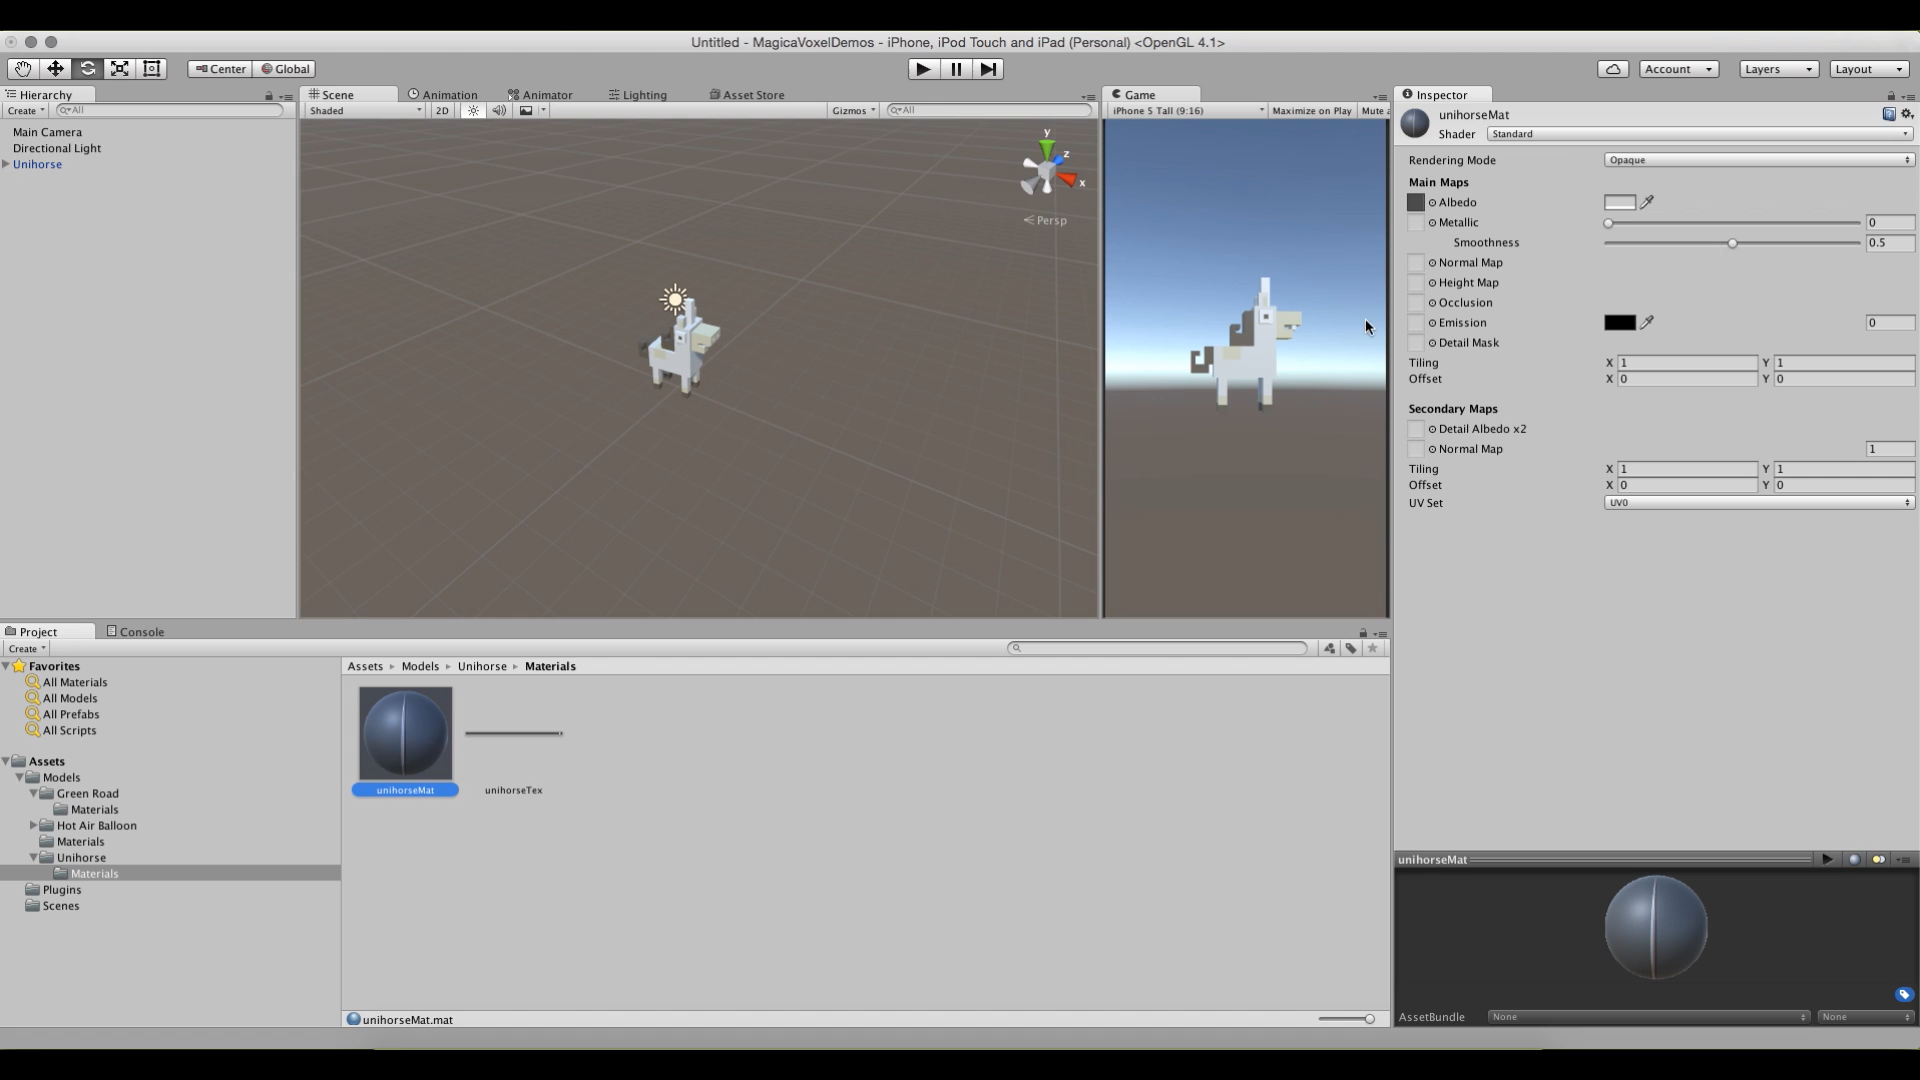 Untitled - MagicaVoxelDemos - iPhone, iPod Touch and iPad (Personal) <OpenGL 4.1>
Center Global Account Layers Layout
Hierarchy
Create All
Main Camera
Directional Light
Unihorse
Scene Animation Animator Lighting Asset Store
Shaded 2D Gizmos All
y
z
x
Persp
Game
iPhone 5 Tall (9:16) Maximize on Play Mute a
Inspector
unihorseMat
Shader Standard
Rendering Mode Opaque
Main Maps
Albedo
Metallic 0
Smoothness 0.5
Normal Map
Height Map
Occlusion
Emission 0
Detail Mask
Tiling X 1 Y 1
Offset X 0 Y 0
Secondary Maps
Detail Albedo x2
Normal Map 1
Tiling X 1 Y 1
Offset X 0 Y 0
UV Set UV0
Project Console
Create
Favorites
All Materials
All Models
All Prefabs
All Scripts
Assets
Models
Green Road
Materials
Hot Air Balloon
Materials
Unihorse
Materials
Plugins
Scenes
Assets Models Unihorse Materials
unihorseMat unihorseTex
unihorseMat.mat
unihorseMat
AssetBundle None None